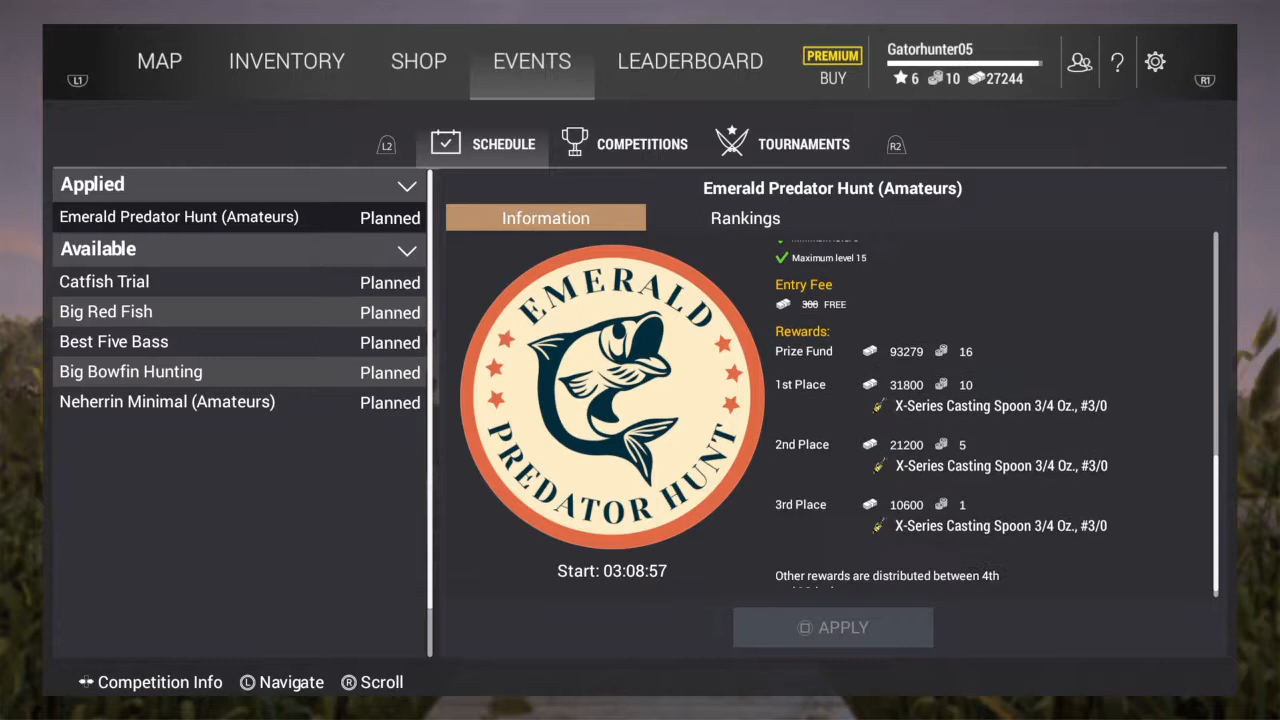 MAP INVENTORY SHOP EVENTS LEADERBOARD PREMIUM BUY Gatorhunter05
L1 6 10 27244 ? R1
L2 SCHEDULE COMPETITIONS TOURNAMENTS R2
Applied
Emerald Predator Hunt (Amateurs) Planned
Available
Catfish Trial Planned
Big Red Fish Planned
Best Five Bass Planned
Big Bowfin Hunting Planned
Neherrin Minimal (Amateurs) Planned
Emerald Predator Hunt (Amateurs)
Information Rankings
EMERALD
PREDATOR HUNT
Start: 03:08:57
Maximum level 15
Entry Fee
300 FREE
Rewards:
Prize Fund 93279 16
1st Place 31800 10
X-Series Casting Spoon 3/4 Oz., #3/0
2nd Place 21200 5
X-Series Casting Spoon 3/4 Oz., #3/0
3rd Place 10600 1
X-Series Casting Spoon 3/4 Oz., #3/0
Other rewards are distributed between 4th
APPLY
Competition Info L Navigate R Scroll